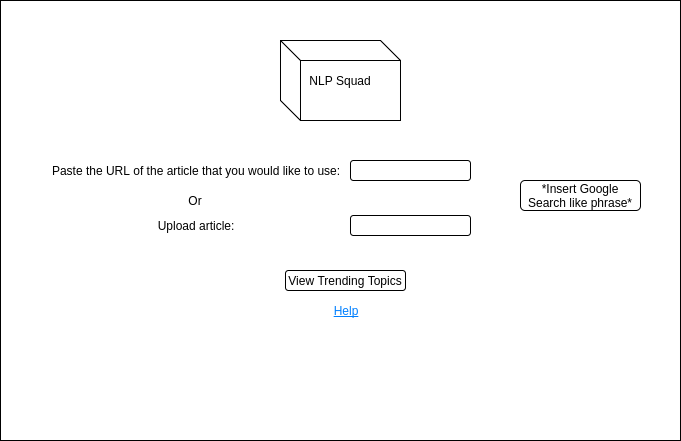 NLP Squad
Paste the URL of the article that you would like to use:
Or
Upload article:
*Insert Google
Search like phrase*
View Trending Topics
Help